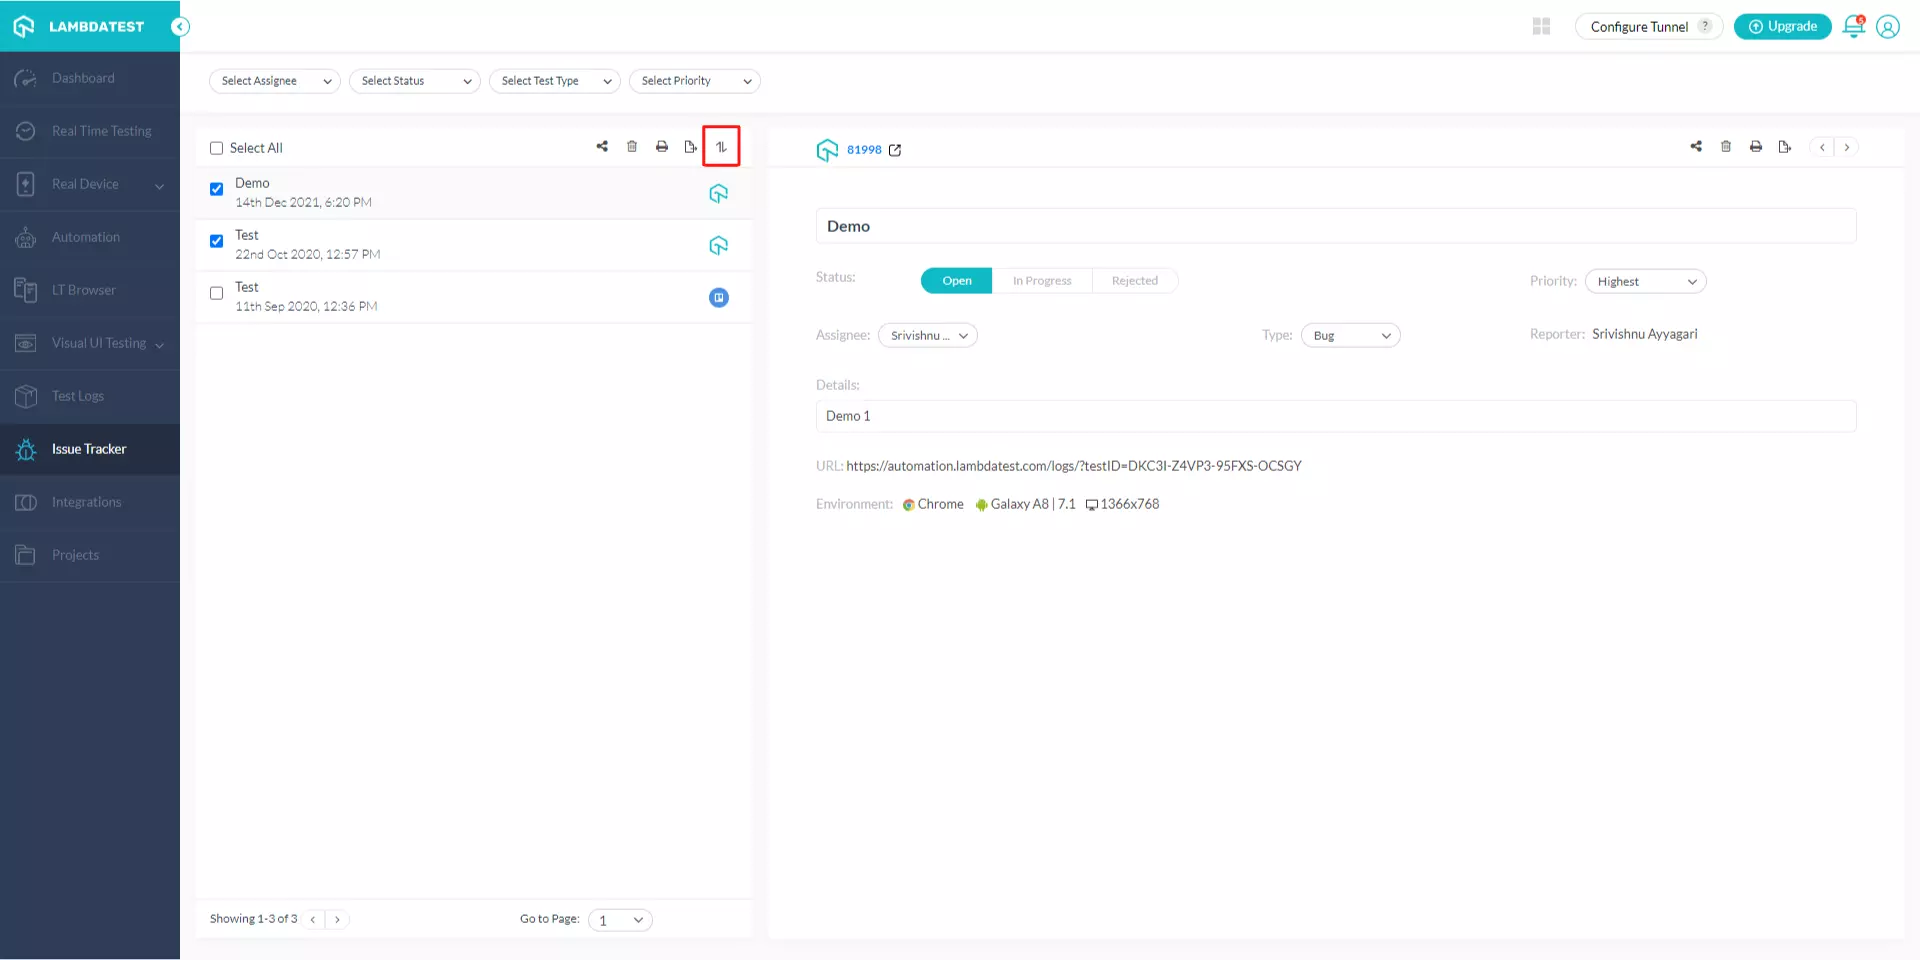 LAMBDATEST
Configure Tunnel ?
Upgrade
Dashboard
Real Time Testing
Real Device
Automation
LT Browser
Visual UI Testing
Test Logs
Issue Tracker
Integrations
Projects
Select Assignee
Select Status
Select Test Type
Select Priority
Select All
Demo
14th Dec 2021, 6:20 PM
Test
22nd Oct 2020, 12:57 PM
Test
11th Sep 2020, 12:36 PM
Showing 1-3 of 3
Go to Page: 1
81998
Demo
Status: Open In Progress Rejected Priority: Highest
Assignee: Srivishnu ... Type: Bug Reporter: Srivishnu Ayyagari
Details:
Demo 1
URL: https://automation.lambdatest.com/logs/?testID=DKC3I-Z4VP3-95FXS-OCSGY
Environment: Chrome Galaxy A8 | 7.1 1366x768